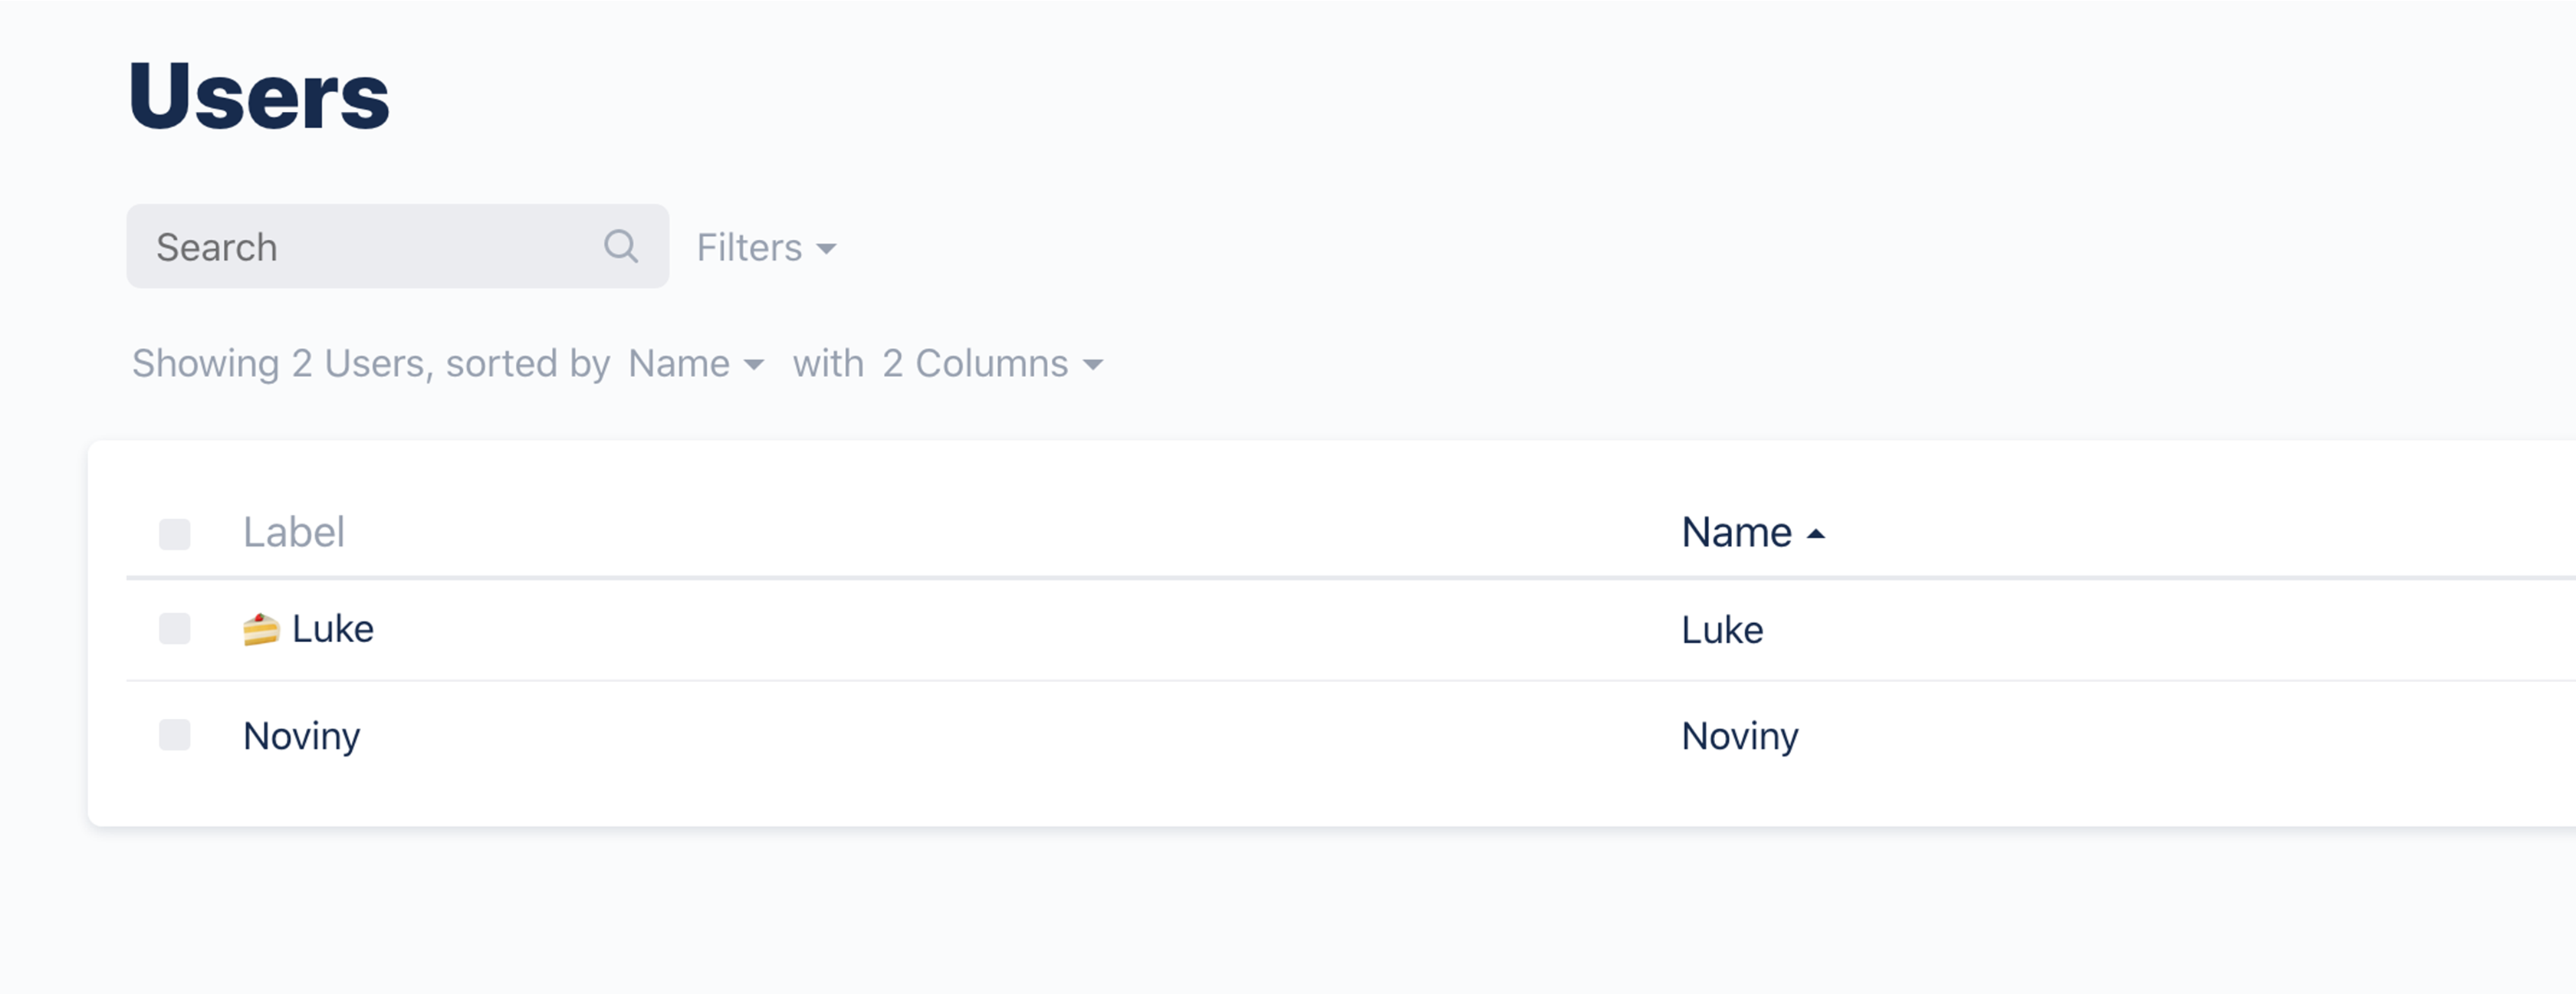 Users
Search
Filters
Showing 2 Users, sorted by Name with 2 Columns
Label Name
🍰 Luke Luke
Noviny Noviny